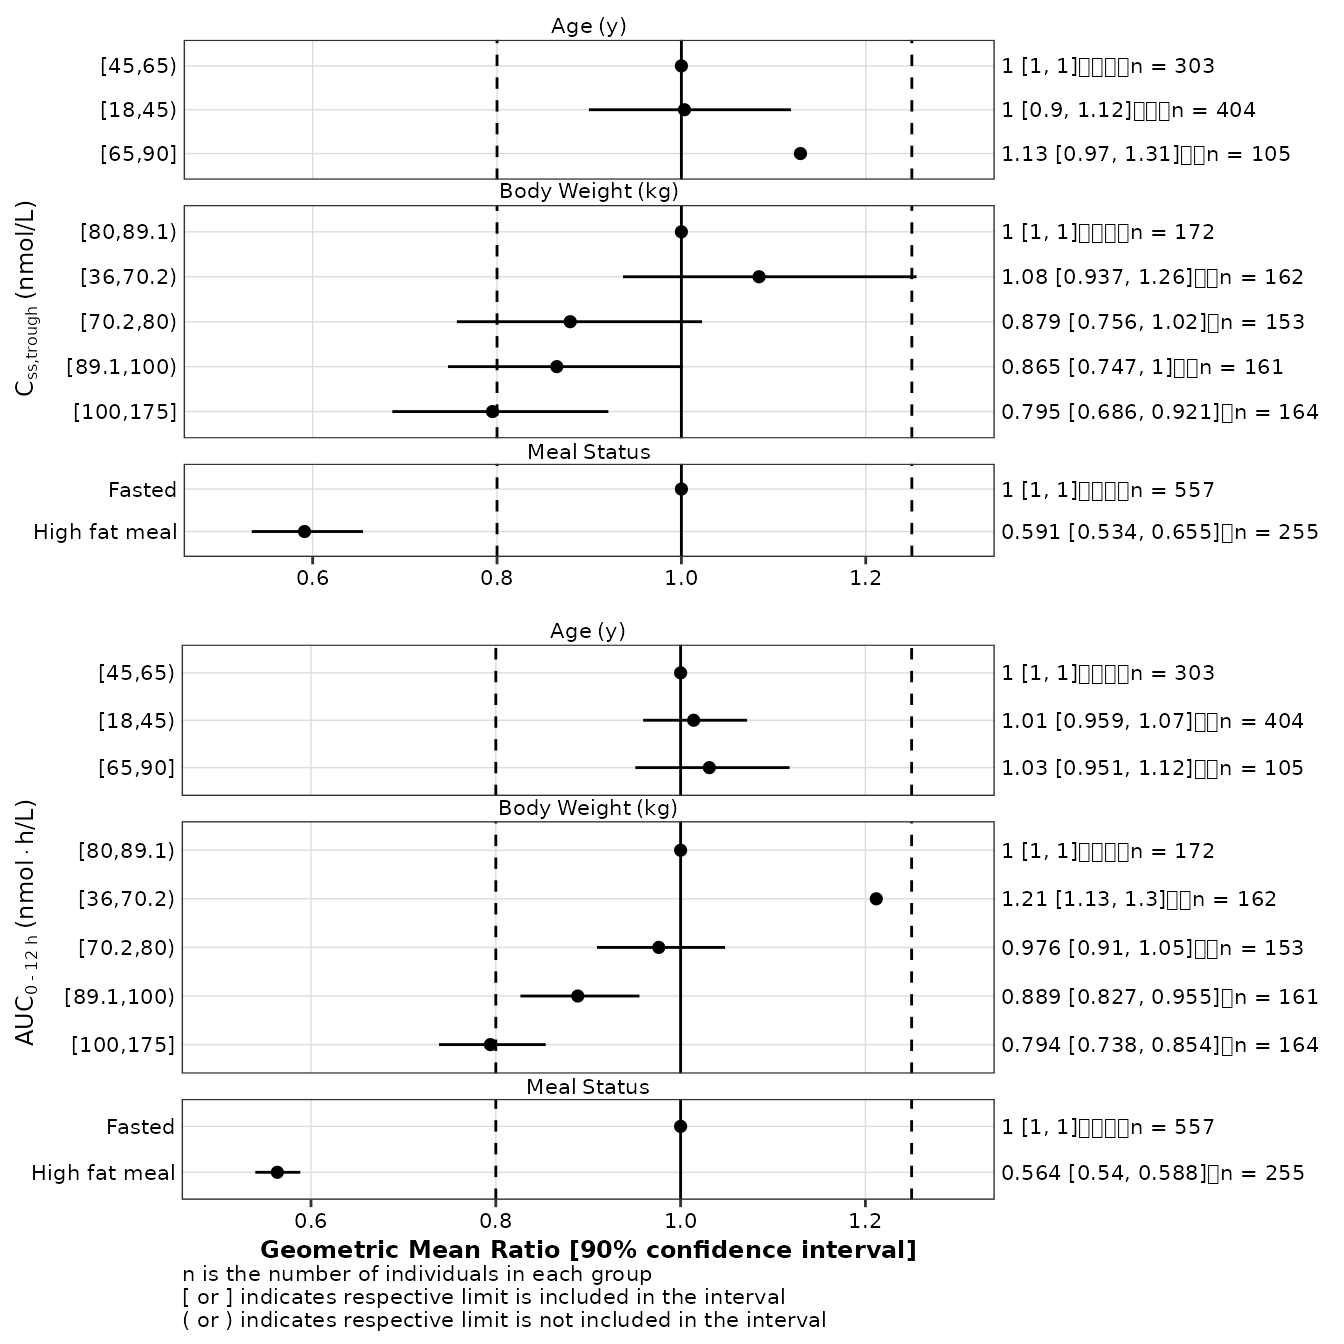 Age (y)
[45,65) 1 [1, 1]□□□□n = 303
[18,45) 1 [0.9, 1.12]□□□n = 404
[65,90] 1.13 [0.97, 1.31]□□n = 105
Body Weight (kg)
[80,89.1) 1 [1, 1]□□□□n = 172
[36,70.2) 1.08 [0.937, 1.26]□□n = 162
[70.2,80) 0.879 [0.756, 1.02]□n = 153
[89.1,100) 0.865 [0.747, 1]□□n = 161
[100,175] 0.795 [0.686, 0.921]□n = 164
Css,trough (nmol/L)
Meal Status
Fasted 1 [1, 1]□□□□n = 557
High fat meal 0.591 [0.534, 0.655]□n = 255
0.6 0.8 1.0 1.2
Age (y)
[45,65) 1 [1, 1]□□□□n = 303
[18,45) 1.01 [0.959, 1.07]□□n = 404
[65,90] 1.03 [0.951, 1.12]□□n = 105
Body Weight (kg)
[80,89.1) 1 [1, 1]□□□□n = 172
[36,70.2) 1.21 [1.13, 1.3]□□n = 162
[70.2,80) 0.976 [0.91, 1.05]□□n = 153
[89.1,100) 0.889 [0.827, 0.955]□n = 161
[100,175] 0.794 [0.738, 0.854]□n = 164
AUC0 - 12 h (nmol·h/L)
Meal Status
Fasted 1 [1, 1]□□□□n = 557
High fat meal 0.564 [0.54, 0.588]□n = 255
0.6 0.8 1.0 1.2
Geometric Mean Ratio [90% confidence interval]
n is the number of individuals in each group
[ or ] indicates respective limit is included in the interval
( or ) indicates respective limit is not included in the interval